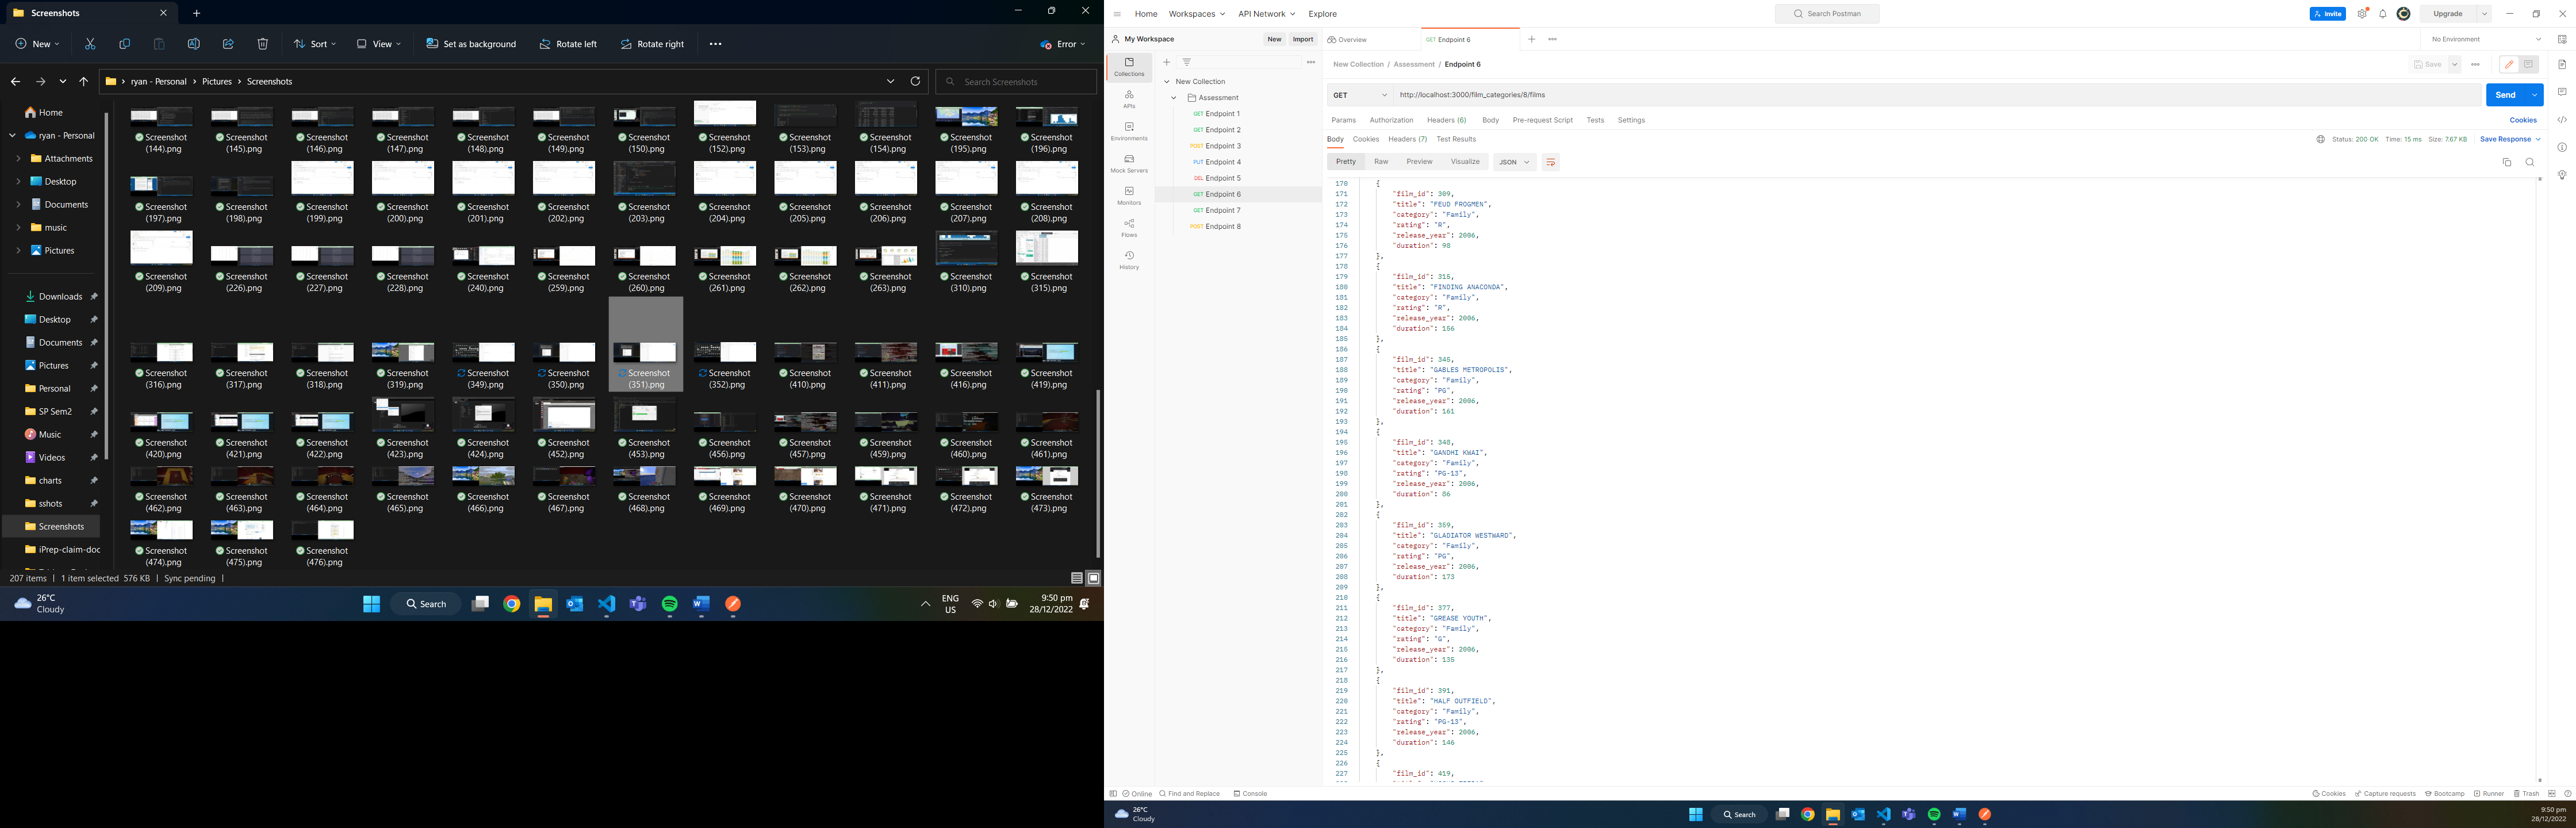 Screenshots
New
Sort
View
Set as background
Rotate left
Rotate right
Error
ryan - Personal
Pictures
Screenshots
Search Screenshots
Home
ryan - Personal
Attachments
Desktop
Documents
music
Pictures
Downloads
Desktop
Documents
Pictures
Personal
SP Sem2
Music
Videos
charts
sshots
Screenshots
iPrep-claim-doc
Screenshot (144).png
Screenshot (145).png
Screenshot (146).png
Screenshot (147).png
Screenshot (148).png
Screenshot (149).png
Screenshot (150).png
Screenshot (152).png
Screenshot (153).png
Screenshot (154).png
Screenshot (195).png
Screenshot (196).png
Screenshot (197).png
Screenshot (198).png
Screenshot (199).png
Screenshot (200).png
Screenshot (201).png
Screenshot (202).png
Screenshot (203).png
Screenshot (204).png
Screenshot (205).png
Screenshot (206).png
Screenshot (207).png
Screenshot (208).png
Screenshot (209).png
Screenshot (226).png
Screenshot (227).png
Screenshot (228).png
Screenshot (240).png
Screenshot (259).png
Screenshot (260).png
Screenshot (261).png
Screenshot (262).png
Screenshot (263).png
Screenshot (310).png
Screenshot (315).png
Screenshot (316).png
Screenshot (317).png
Screenshot (318).png
Screenshot (319).png
Screenshot (349).png
Screenshot (350).png
Screenshot (351).png
Screenshot (352).png
Screenshot (410).png
Screenshot (411).png
Screenshot (416).png
Screenshot (419).png
Screenshot (420).png
Screenshot (421).png
Screenshot (422).png
Screenshot (423).png
Screenshot (424).png
Screenshot (452).png
Screenshot (453).png
Screenshot (456).png
Screenshot (457).png
Screenshot (459).png
Screenshot (460).png
Screenshot (461).png
Screenshot (462).png
Screenshot (463).png
Screenshot (464).png
Screenshot (465).png
Screenshot (466).png
Screenshot (467).png
Screenshot (468).png
Screenshot (469).png
Screenshot (470).png
Screenshot (471).png
Screenshot (472).png
Screenshot (473).png
Screenshot (474).png
Screenshot (475).png
Screenshot (476).png
207 items
1 item selected 576 KB
Sync pending
26°C
Cloudy
Search
ENG
US
9:50 pm
28/12/2022
Home
Workspaces
API Network
Explore
Search Postman
Invite
Upgrade
My Workspace
New
Import
Overview
GET Endpoint 6
No Environment
Collections
APIs
Environments
Mock Servers
Monitors
Flows
History
New Collection
Assessment
GET Endpoint 1
GET Endpoint 2
POST Endpoint 3
PUT Endpoint 4
DEL Endpoint 5
GET Endpoint 6
GET Endpoint 7
POST Endpoint 8
New Collection / Assessment / Endpoint 6
Save
GET
http://localhost:3000/film_categories/8/films
Send
Params Authorization Headers (6) Body Pre-request Script Tests Settings
Cookies
Body Cookies Headers (7) Test Results
Status: 200 OK Time: 15 ms Size: 7.67 KB
Save Response
Pretty Raw Preview Visualize JSON
170 {
171 "film_id": 309,
172 "title": "FEUD FROGMEN",
173 "category": "Family",
174 "rating": "R",
175 "release_year": 2006,
176 "duration": 98
177 },
178 {
179 "film_id": 315,
180 "title": "FINDING ANACONDA",
181 "category": "Family",
182 "rating": "R",
183 "release_year": 2006,
184 "duration": 156
185 },
186 {
187 "film_id": 345,
188 "title": "GABLES METROPOLIS",
189 "category": "Family",
190 "rating": "PG",
191 "release_year": 2006,
192 "duration": 161
193 },
194 {
195 "film_id": 348,
196 "title": "GANDHI KWAI",
197 "category": "Family",
198 "rating": "PG-13",
199 "release_year": 2006,
200 "duration": 86
201 },
202 {
203 "film_id": 359,
204 "title": "GLADIATOR WESTWARD",
205 "category": "Family",
206 "rating": "PG",
207 "release_year": 2006,
208 "duration": 173
209 },
210 {
211 "film_id": 377,
212 "title": "GREASE YOUTH",
213 "category": "Family",
214 "rating": "G",
215 "release_year": 2006,
216 "duration": 135
217 },
218 {
219 "film_id": 391,
220 "title": "HALF OUTFIELD",
221 "category": "Family",
222 "rating": "PG-13",
223 "release_year": 2006,
224 "duration": 146
225 },
226 {
227 "film_id": 419,
Online
Find and Replace
Console
Cookies
Capture requests
Bootcamp
Runner
Trash
26°C
Cloudy
Search
9:50 pm
28/12/2022